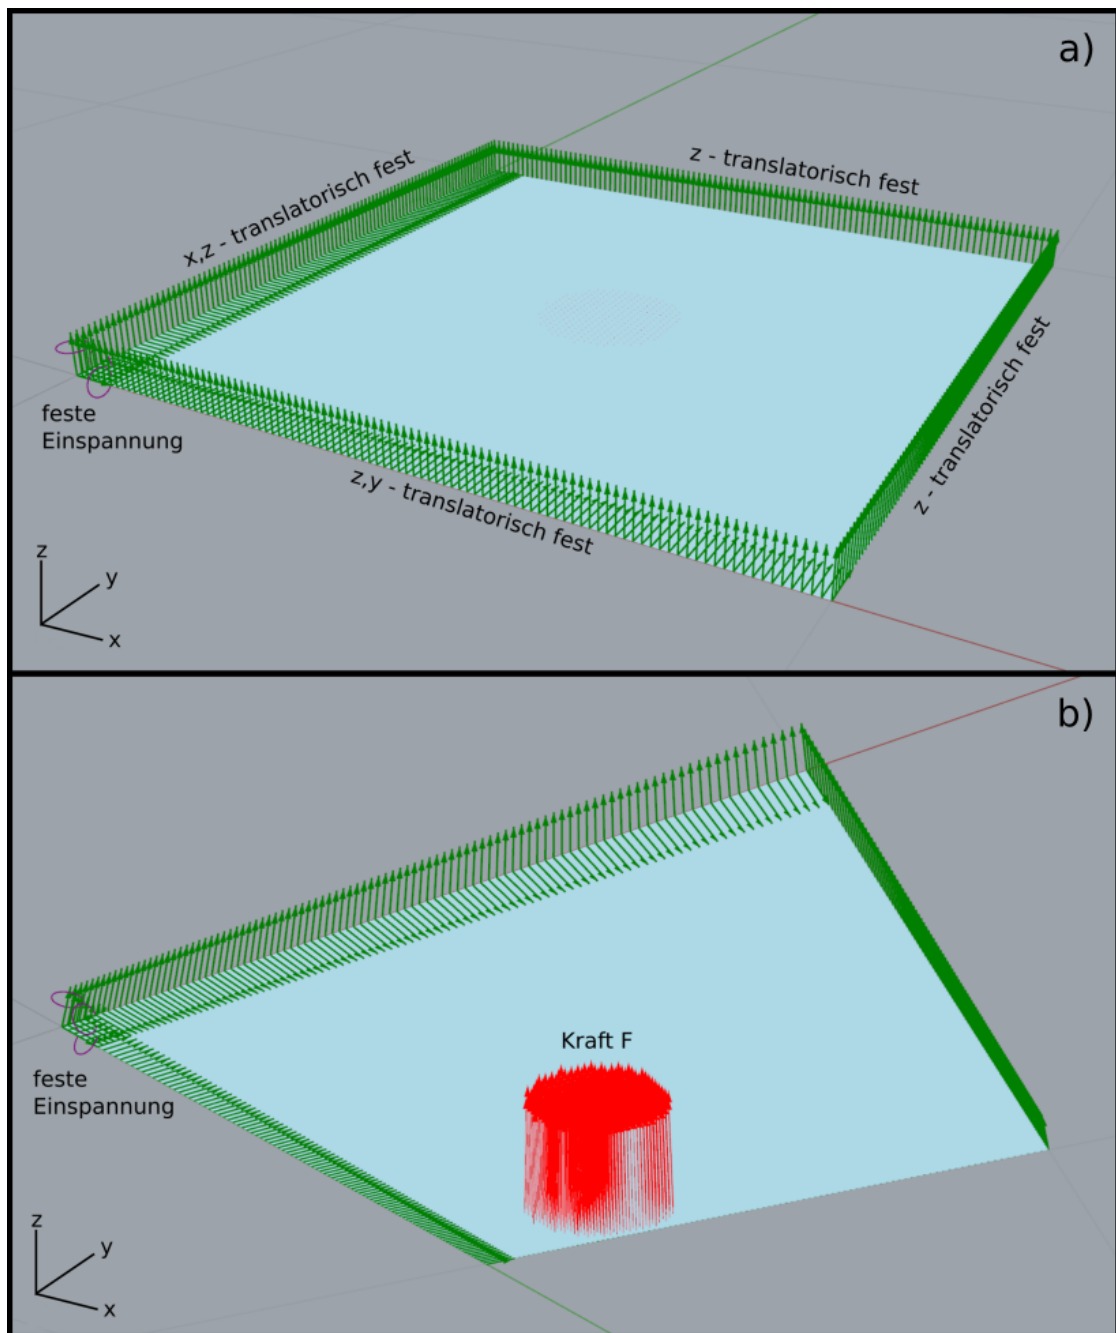 a)
z - translatorisch fest
x,z - translatorisch fest
z - translatorisch fest
feste
Einspannung
z,y - translatorisch fest
z
y
x
b)
Kraft F
feste
Einspannung
z
y
x